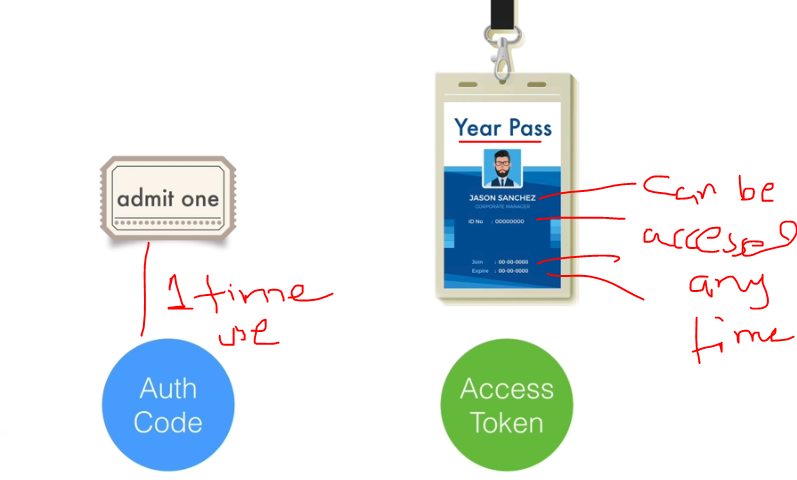 Year Pass
JASON SANCHEZ
CORPORATE MANAGER
ID No : 00000000
Join : 00-00-0000
Expire : 00-00-0000
can be
accessed
any
time
admit one
1 time
use
Auth
Code
Access
Token